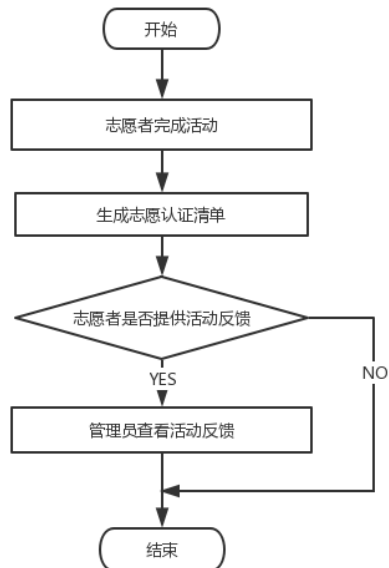 开始
志愿者完成活动
生成志愿认证清单
志愿者是否提供活动反馈
YES
NO
管理员查看活动反馈
结束